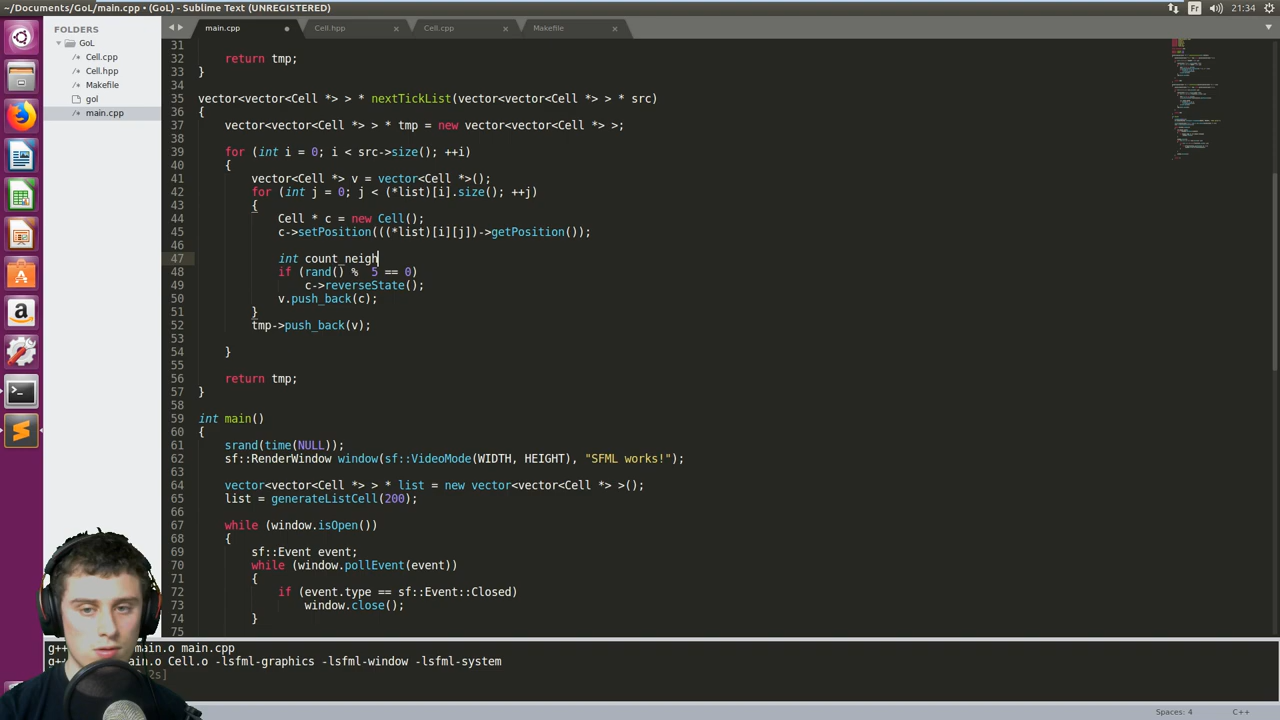 ~/Documents/GoL/main.cpp • (GoL) - Sublime Text (UNREGISTERED)
Fr
21:34
FOLDERS
GoL
Cell.cpp
Cell.hpp
Makefile
gol
main.cpp
main.cpp
Cell.hpp
Cell.cpp
Makefile
31
32 return tmp;
33 }
34
35 vector<vector<Cell *> > * nextTickList(vector<vector<Cell *> > * src)
36 {
37 vector<vector<Cell *> > * tmp = new vector<vector<Cell *> >;
38
39 for (int i = 0; i < src->size(); ++i)
40 {
41 vector<Cell *> v = vector<Cell *>();
42 for (int j = 0; j < (*list)[i].size(); ++j)
43 {
44 Cell * c = new Cell();
45 c->setPosition(((*list)[i][j])->getPosition());
46
47 int count_neigh
48 if (rand() % 5 == 0)
49 c->reverseState();
50 v.push_back(c);
51 }
52 tmp->push_back(v);
53
54 }
55
56 return tmp;
57 }
58
59 int main()
60 {
61 srand(time(NULL));
62 sf::RenderWindow window(sf::VideoMode(WIDTH, HEIGHT), "SFML works!");
63
64 vector<vector<Cell *> > * list = new vector<vector<Cell *> >();
65 list = generateListCell(200);
66
67 while (window.isOpen())
68 {
69 sf::Event event;
70 while (window.pollEvent(event))
71 {
72 if (event.type == sf::Event::Closed)
73 window.close();
74 }
75
g++ main.o main.cpp
g++ main.o Cell.o -lsfml-graphics -lsfml-window -lsfml-system
Spaces: 4
C++